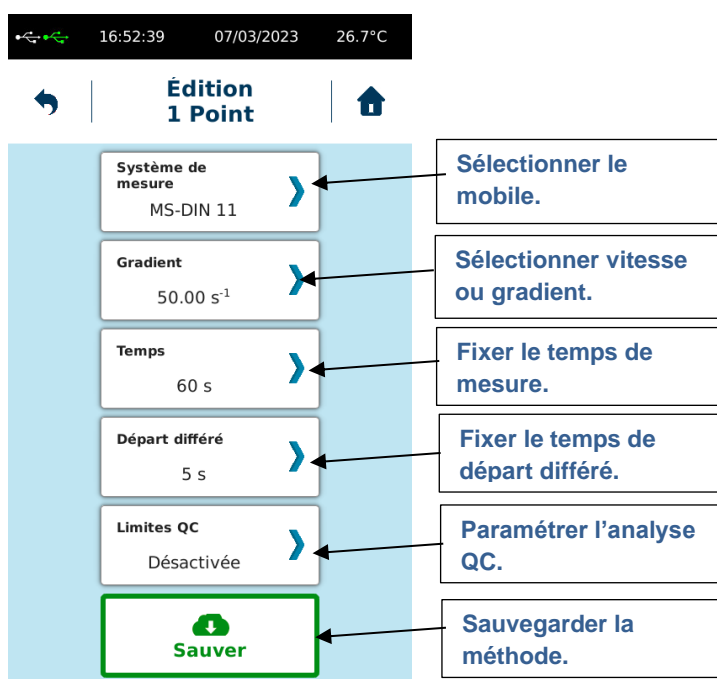 16:52:39 07/03/2023 26.7°C
Édition
1 Point
Système de
mesure
MS-DIN 11
Sélectionner le
mobile.
Gradient
50.00 s⁻¹
Sélectionner vitesse
ou gradient.
Temps
60 s
Fixer le temps de
mesure.
Départ différé
5 s
Fixer le temps de
départ différé.
Limites QC
Désactivée
Paramétrer l’analyse
QC.
Sauver
Sauvegarder la
méthode.